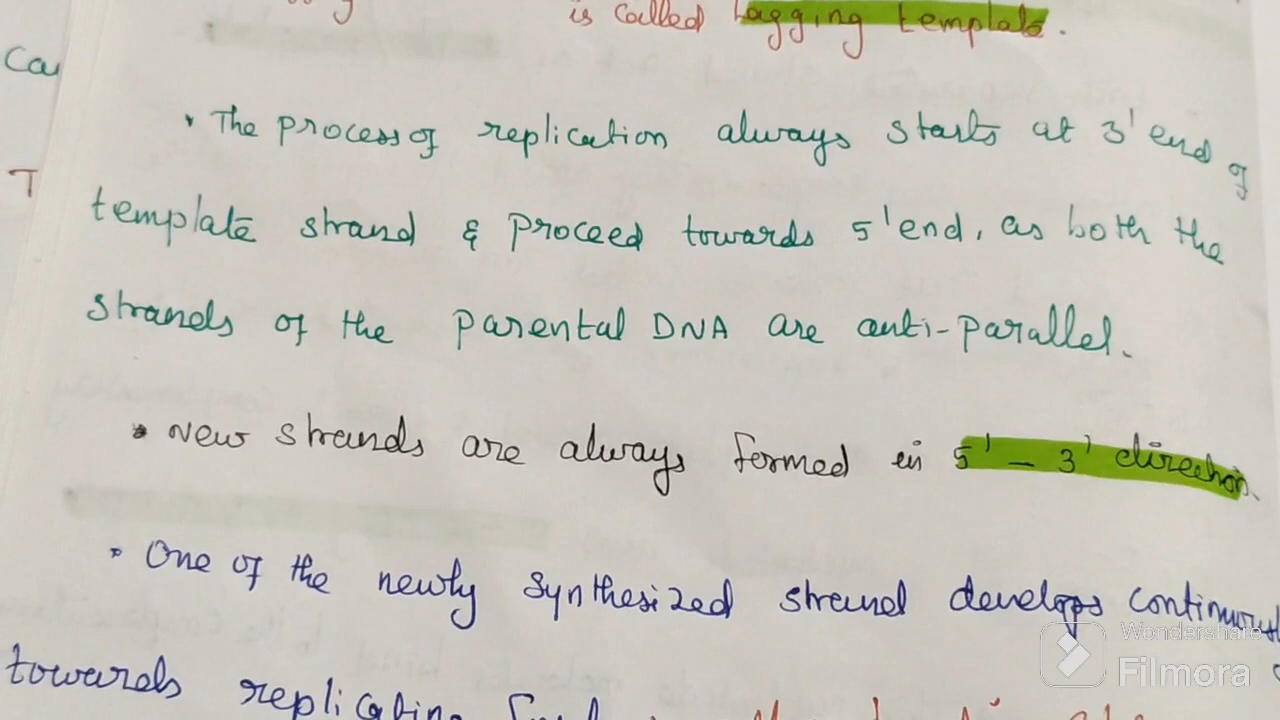 is called lagging template.
Cau
• The process of replication always starts at 3' end of
T
template strand & proceed towards 5' end, as both the
strands of the parental DNA are anti-parallel.
• New strands are always formed in 5' - 3' direction.
• One of the newly synthesized strand develops continuously
towards replicating
Wondershare
Filmora